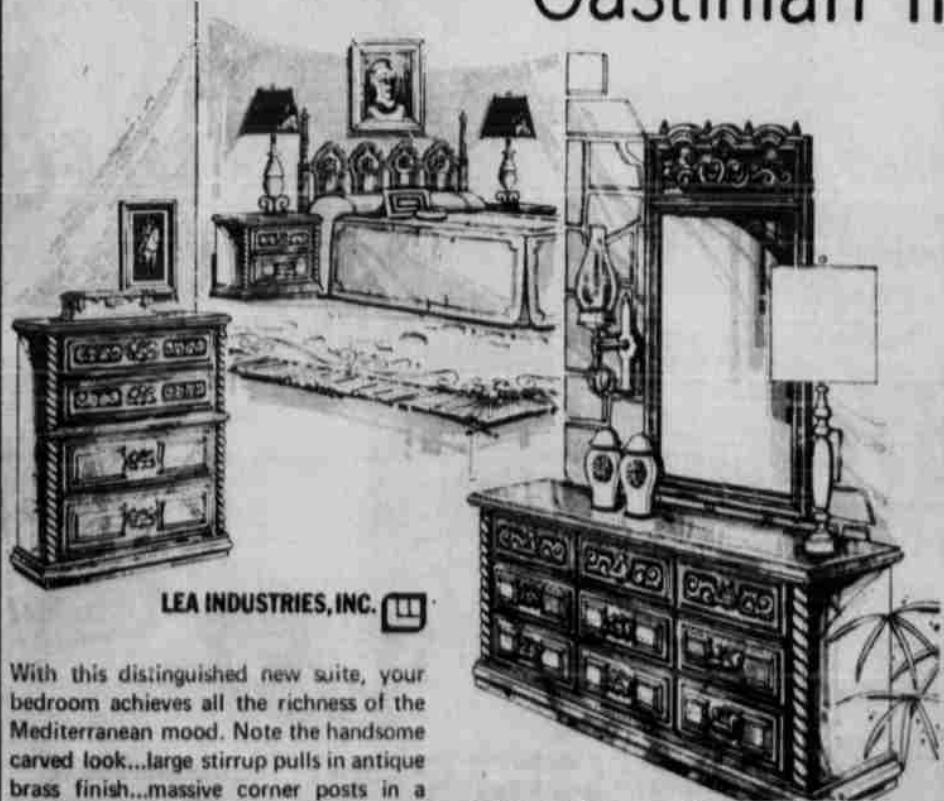 LEA INDUSTRIES, INC.
With this distinguished new suite, your
bedroom achieves all the richness of the
Mediterranean mood. Note the handsome
carved look...large stirrup pulls in antique
brass finish...massive corner posts in a